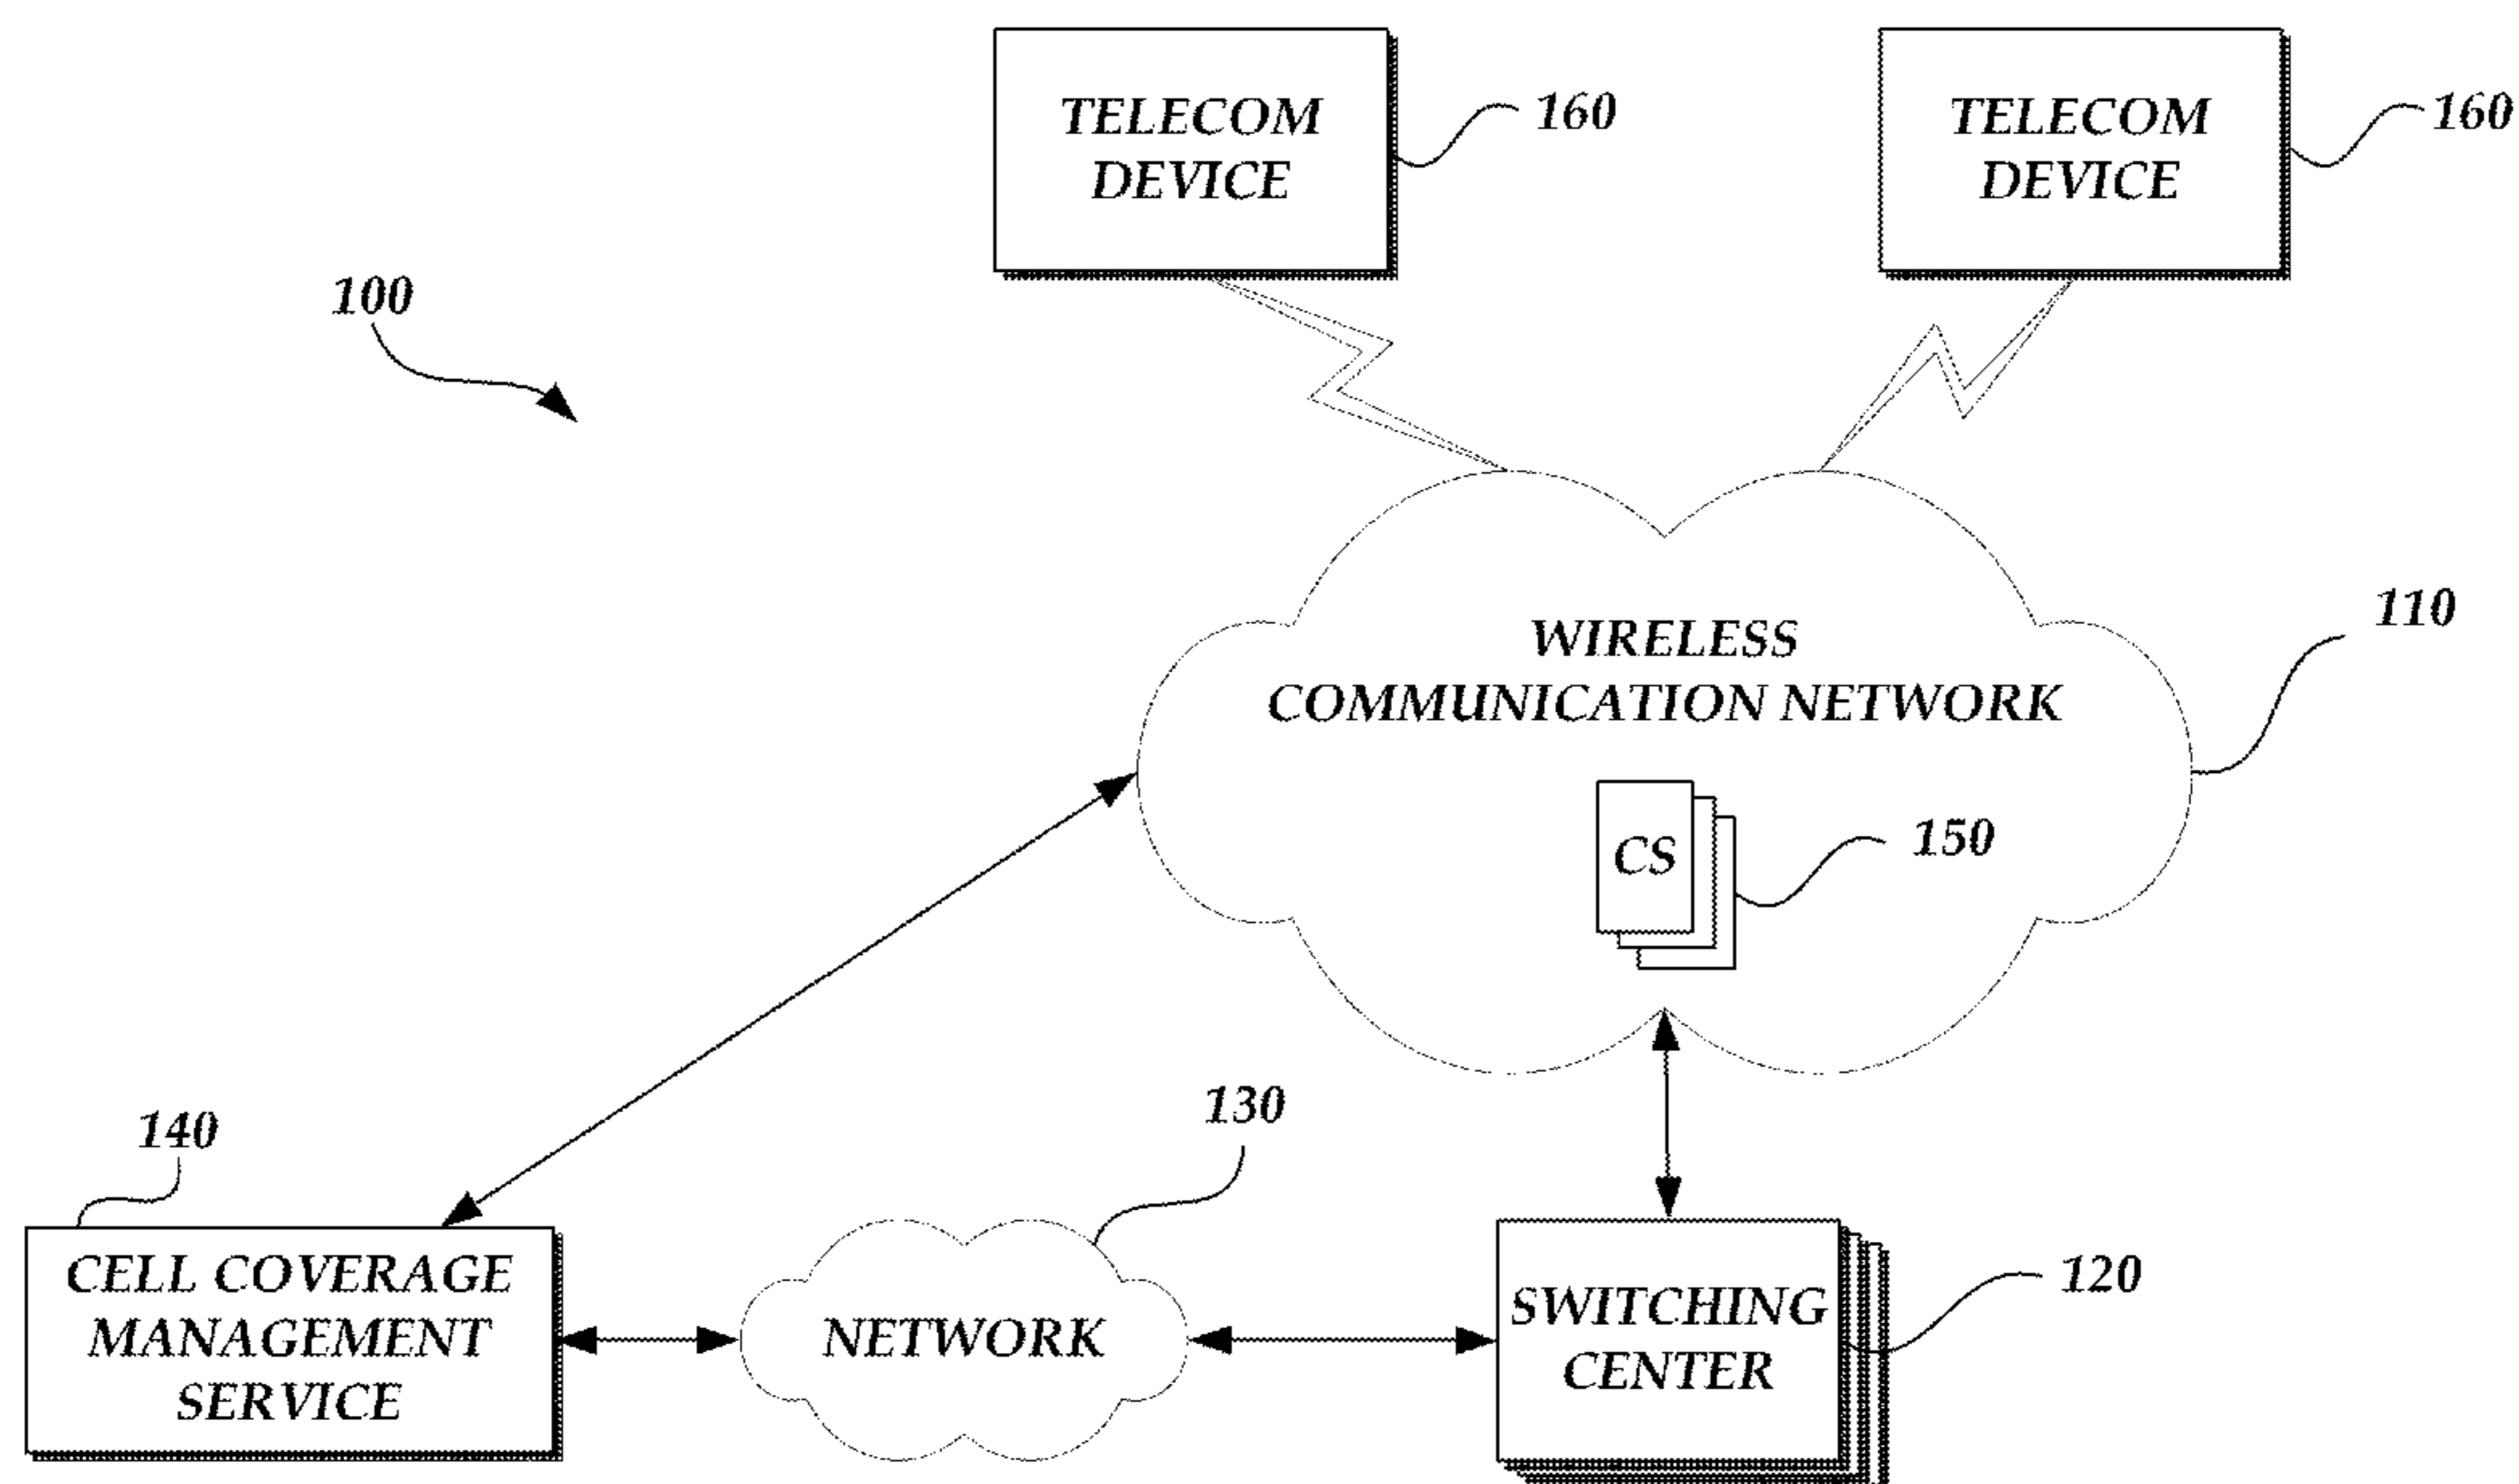 TELECOM
DEVICE
160
TELECOM
DEVICE
160
100
110
WIRELESS
COMMUNICATION NETWORK
CS
150
130
140
CELL COVERAGE
MANAGEMENT
SERVICE
NETWORK
SWITCHING
CENTER
120